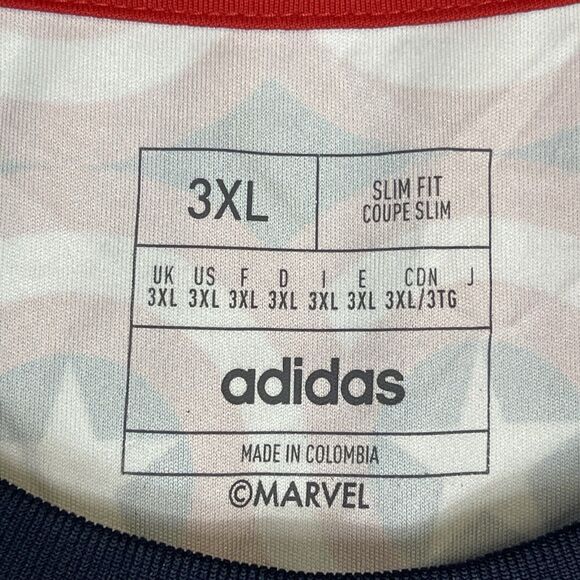 3XL
SLIM FIT
COUPE SLIM
UK US F D I E CDN J
3XL 3XL 3XL 3XL 3XL 3XL 3XL/3TG
adidas
MADE IN COLOMBIA
©MARVEL